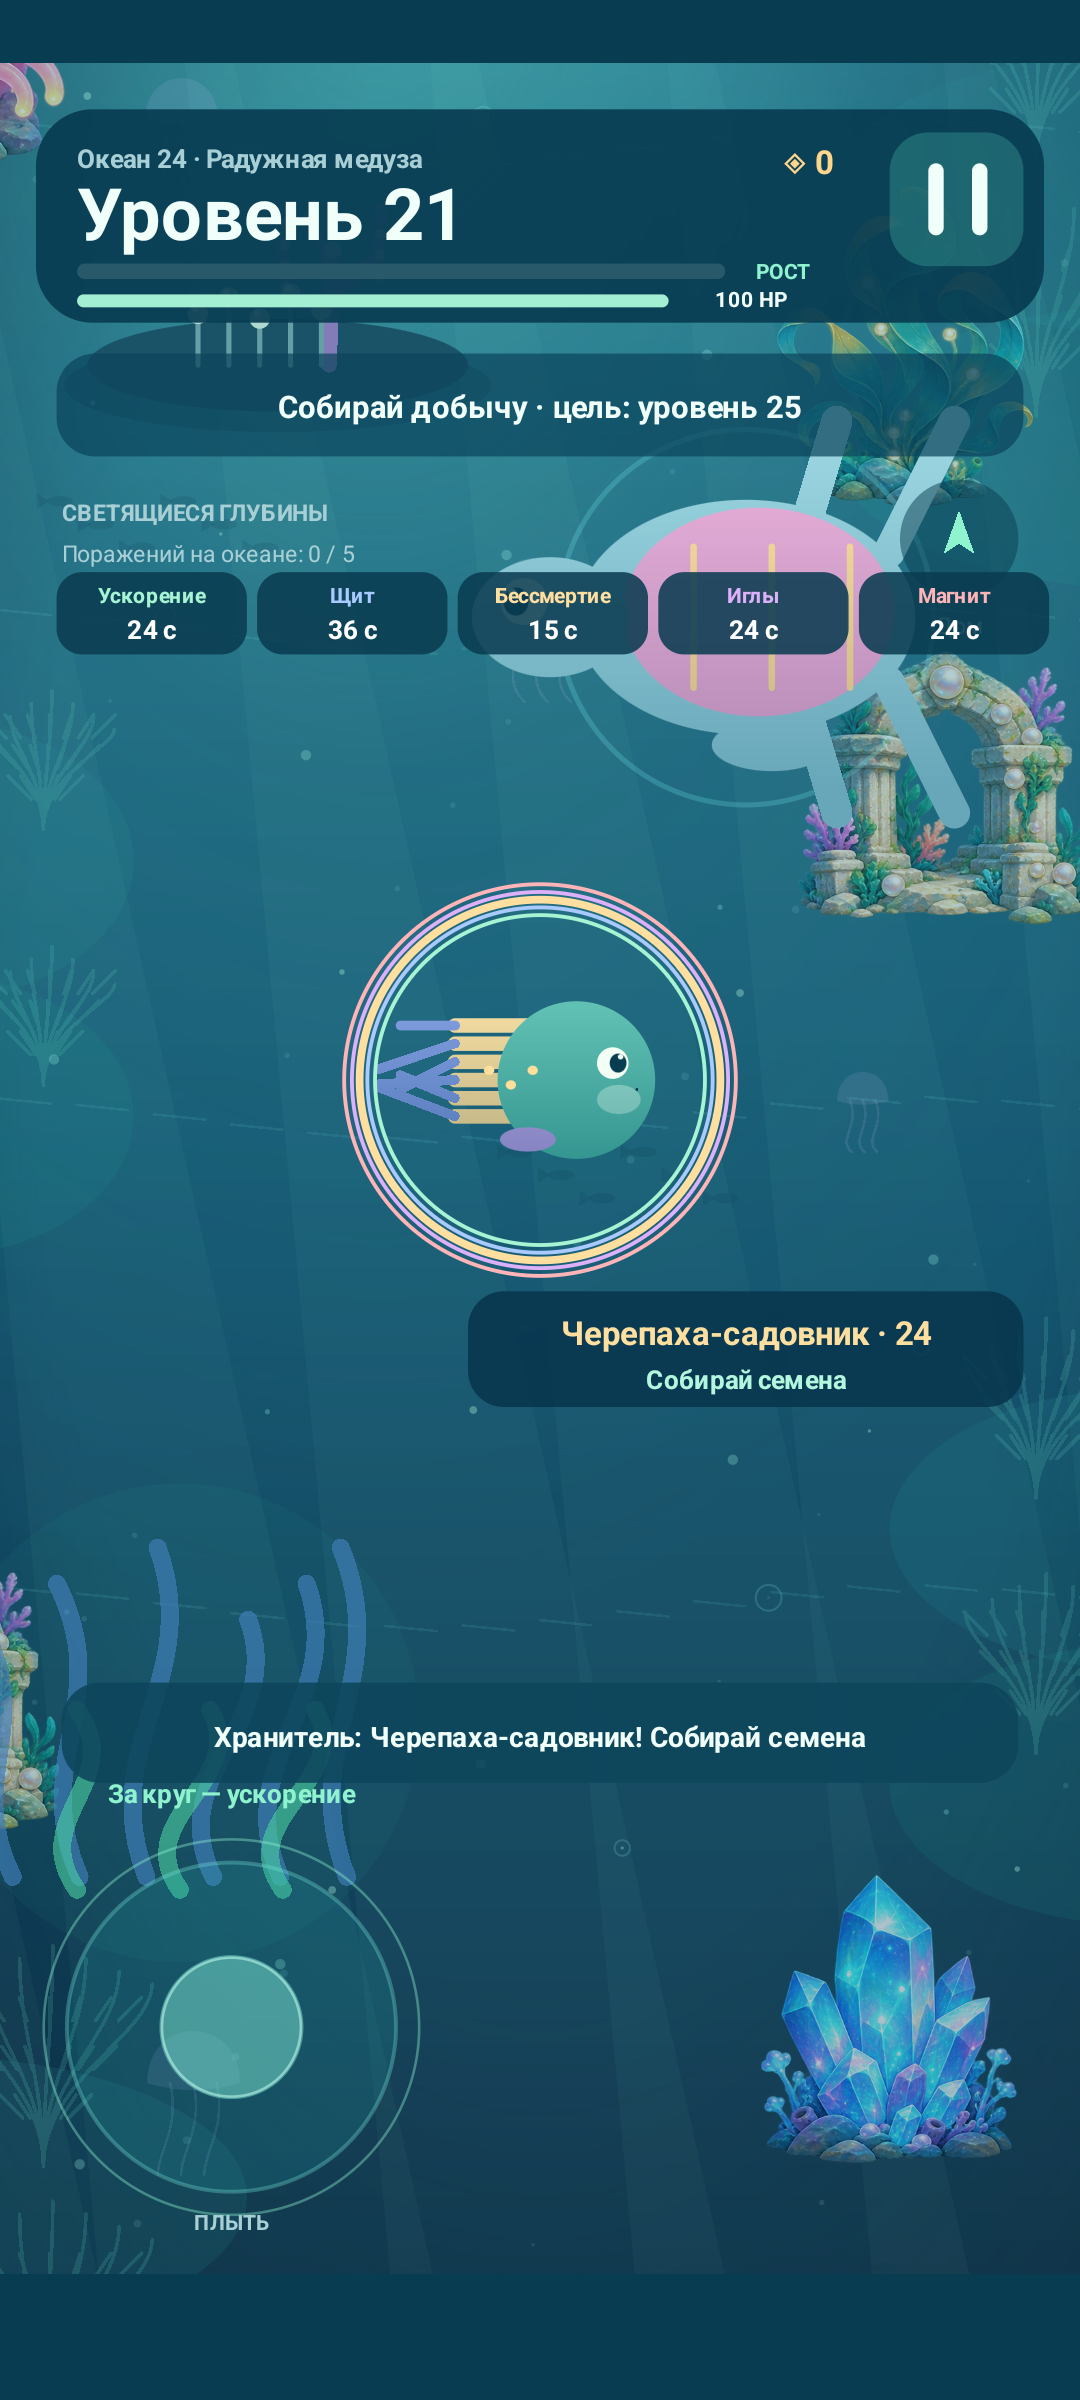 Океан 24 · Радужная медуза
0
Уровень 21
РОСТ
100 HP
Собирай добычу · цель: уровень 25
СВЕТЯЩИЕСЯ ГЛУБИНЫ
Поражений на океане: 0 / 5
Ускорение
24 с
Щит
36 с
Бессмертие
15 с
Иглы
24 с
Магнит
24 с
Черепаха-садовник · 24
Собирай семена
Хранитель: Черепаха-садовник! Собирай семена
За круг — ускорение
ПЛЫТЬ